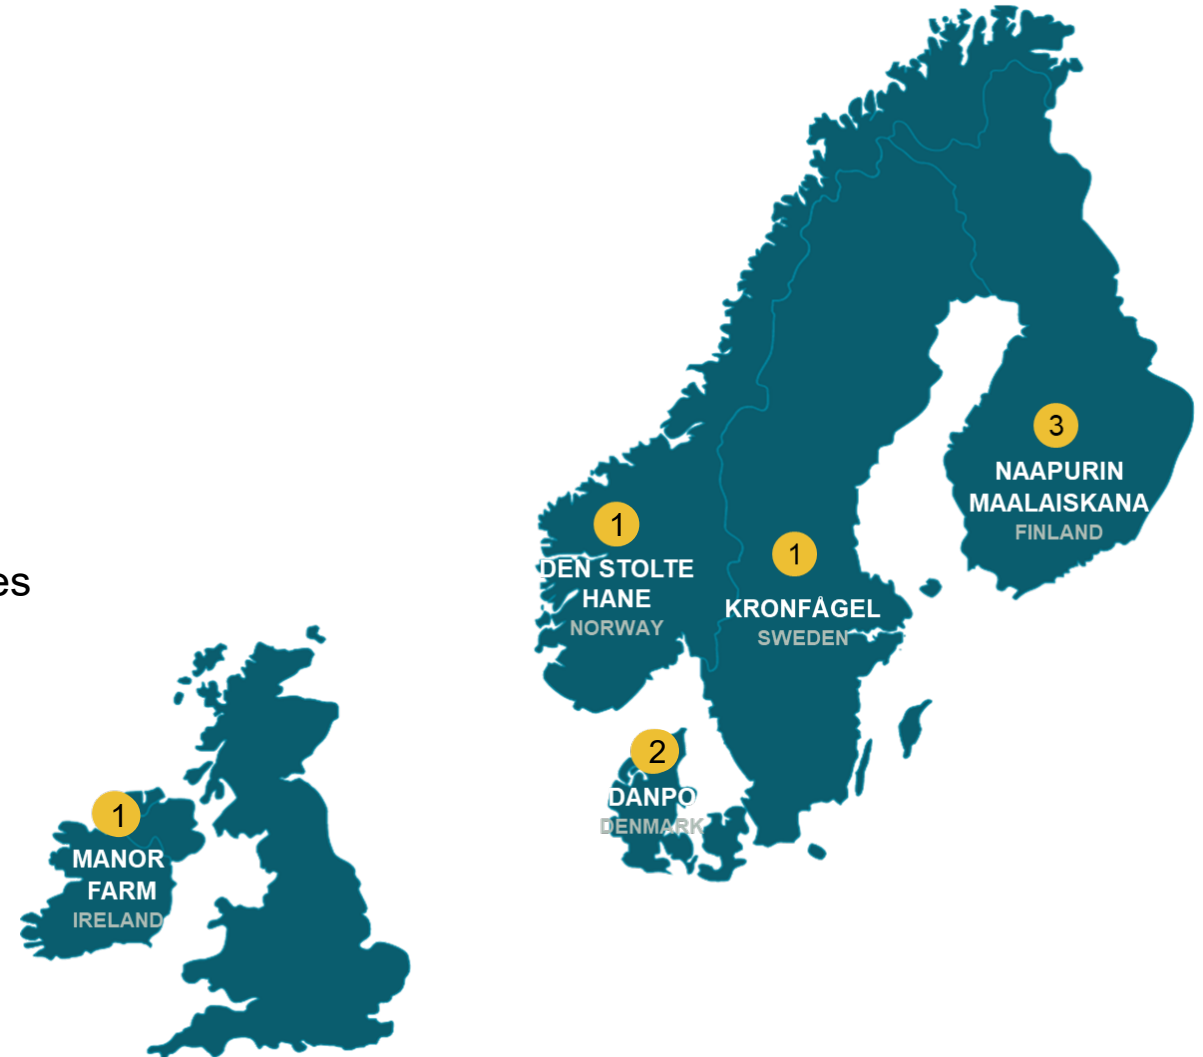 3
NAAPURIN
MAALAISKANA
FINLAND
1
DEN STOLTE
HANE
NORWAY
1
KRONFÅGEL
SWEDEN
es
2
DANPO
DENMARK
1
MANOR
FARM
IRELAND